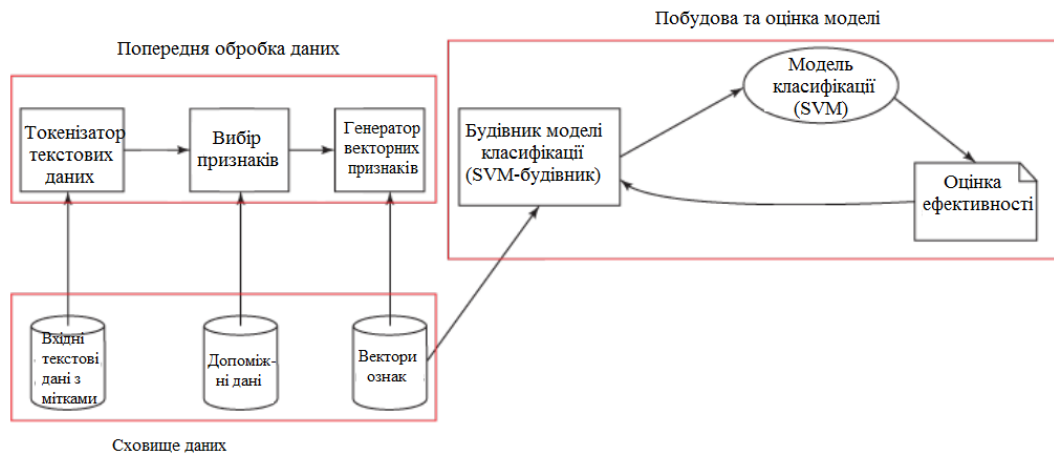 Побудова та оцінка моделі
Попередня обробка даних
Токенізатор
текстових
даних
Вибір
признаків
Генератор
векторних
признаків
Будівник моделі
класифікації
(SVM-будівник)
Модель
класифікації
(SVM)
Оцінка
ефективності
Вхідні
текстові
дані з
мітками
Допоміж-
ні дані
Вектори
ознак
Сховище даних